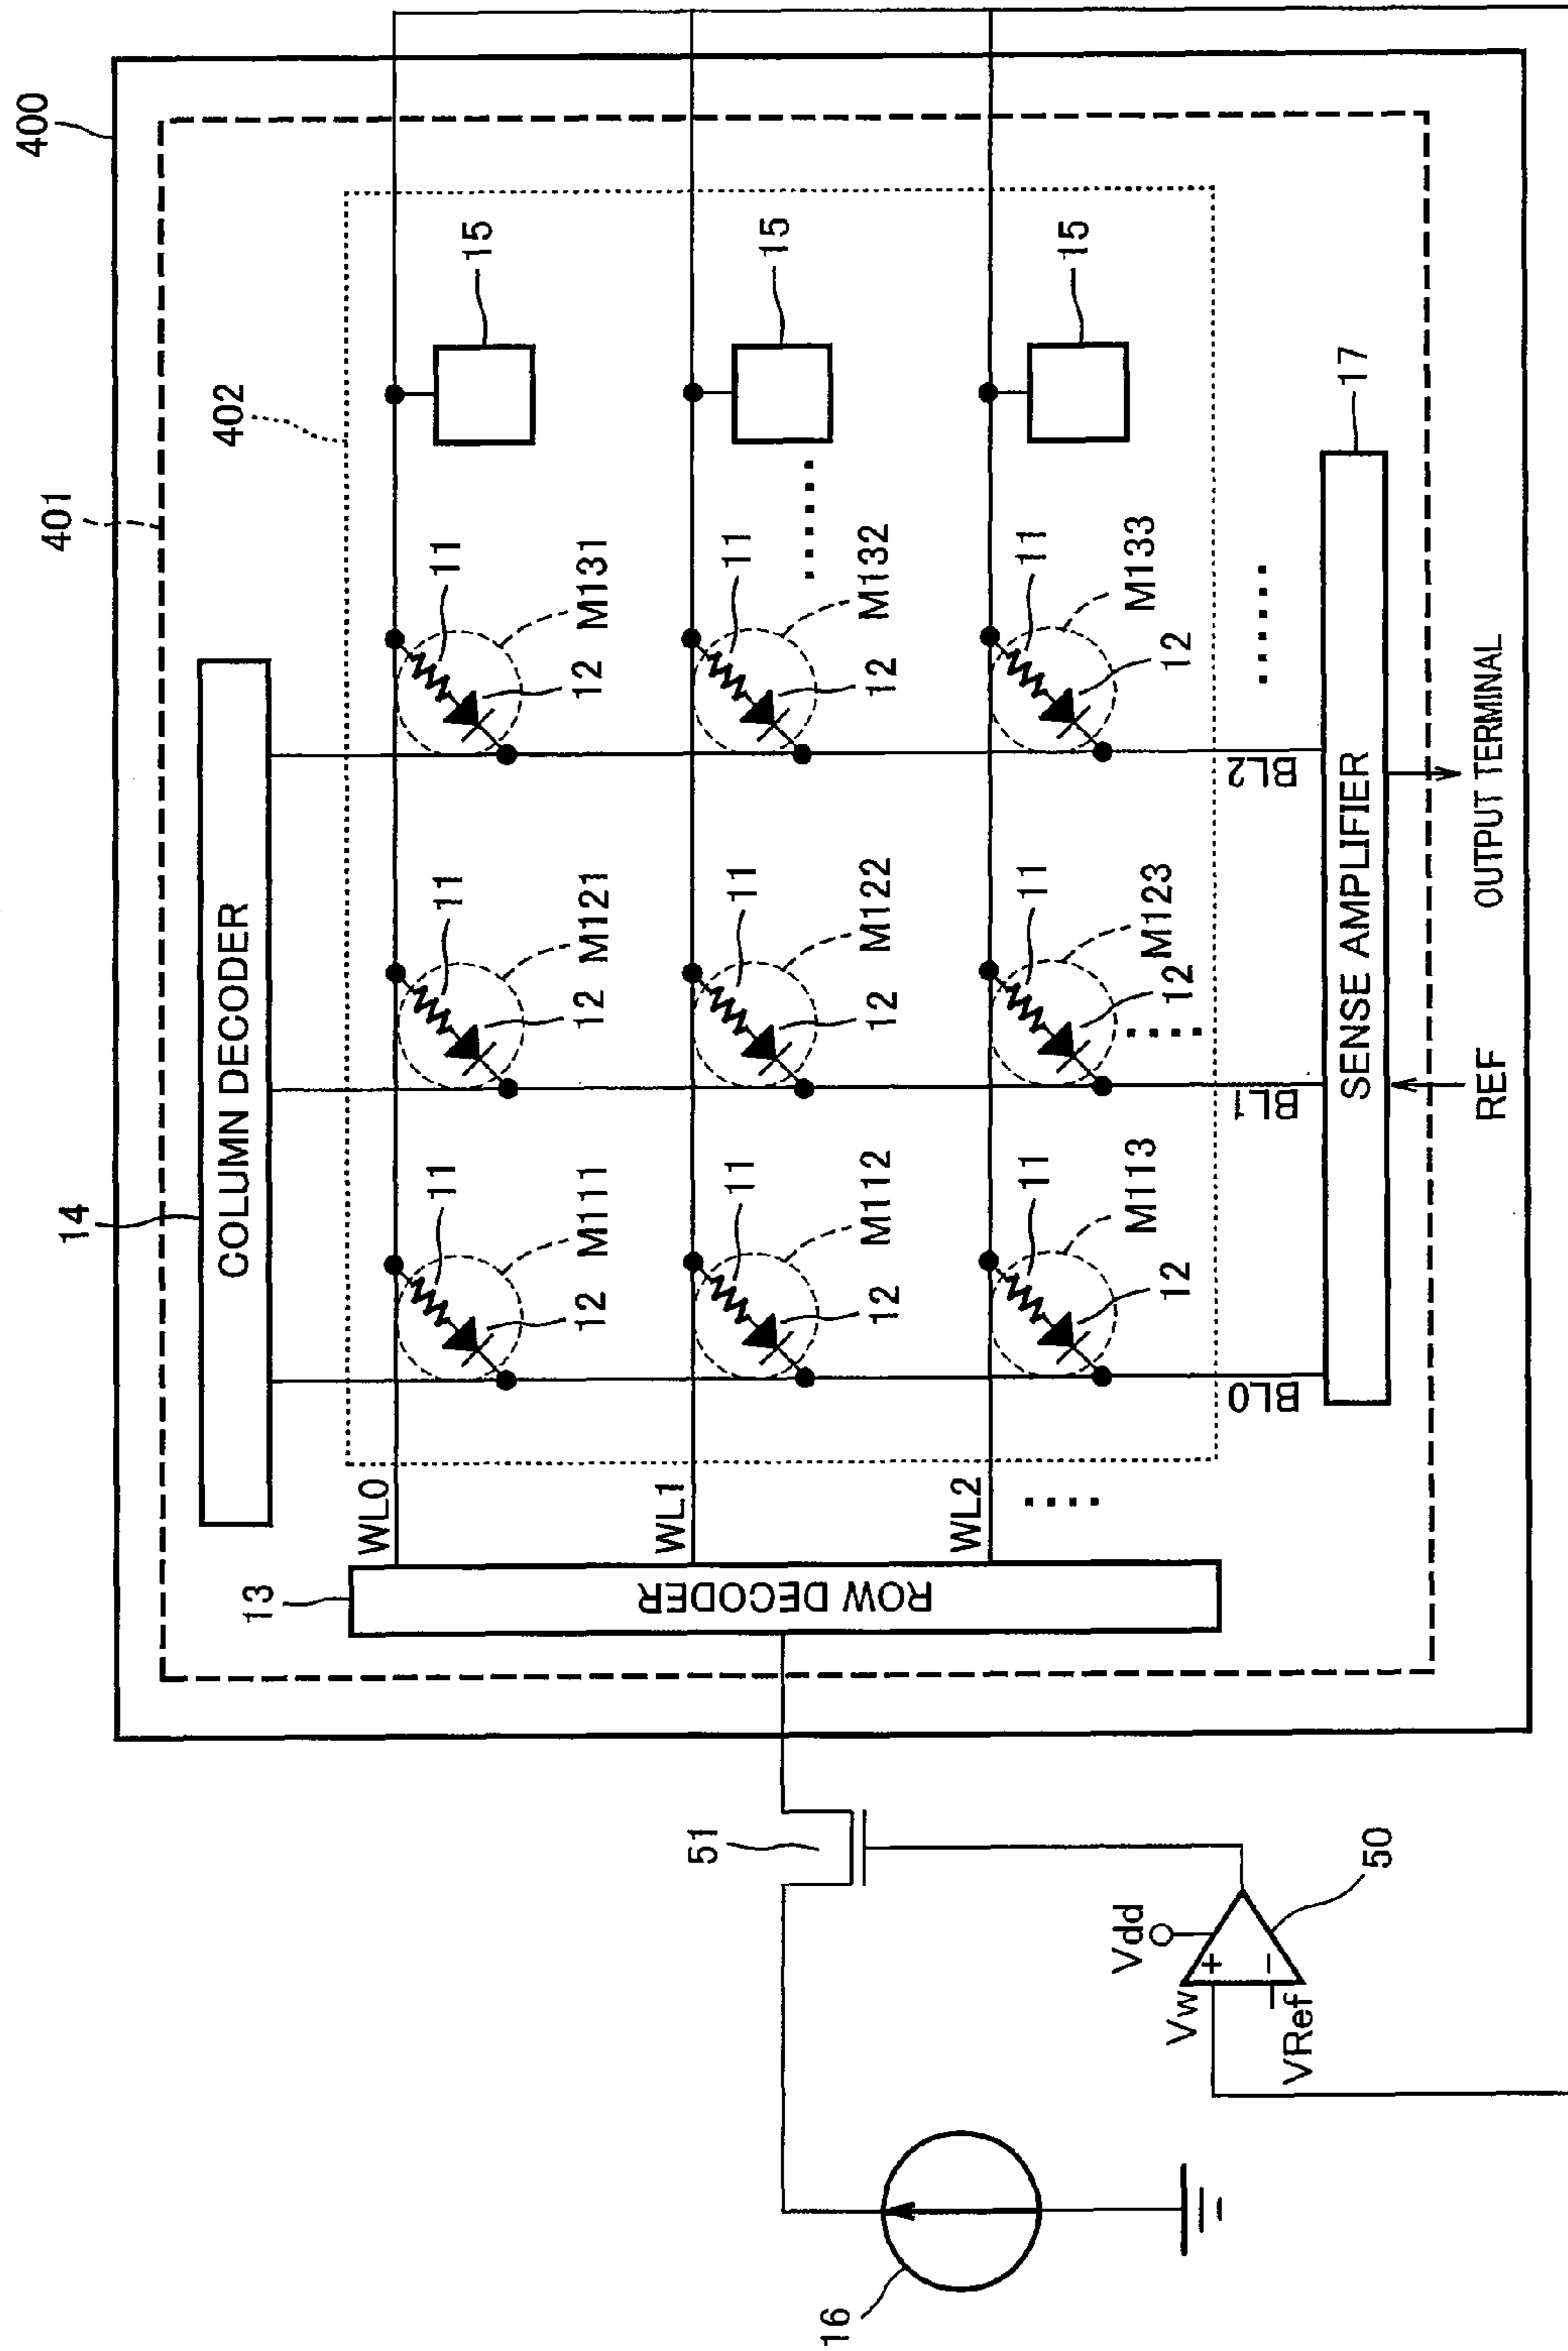 400
401
402
14
COLUMN DECODER
13
ROW DECODER
WL0
WL1
WL2
11
12
M111
11
12
M121
11
12
M131
15
11
12
M112
11
12
M122
11
12
M132
15
11
12
M113
11
12
M123
11
12
M133
15
BL0
BL1
BL2
SENSE AMPLIFIER
17
REF
OUTPUT TERMINAL
51
Vdd
50
Vw
+
−
VRef
16